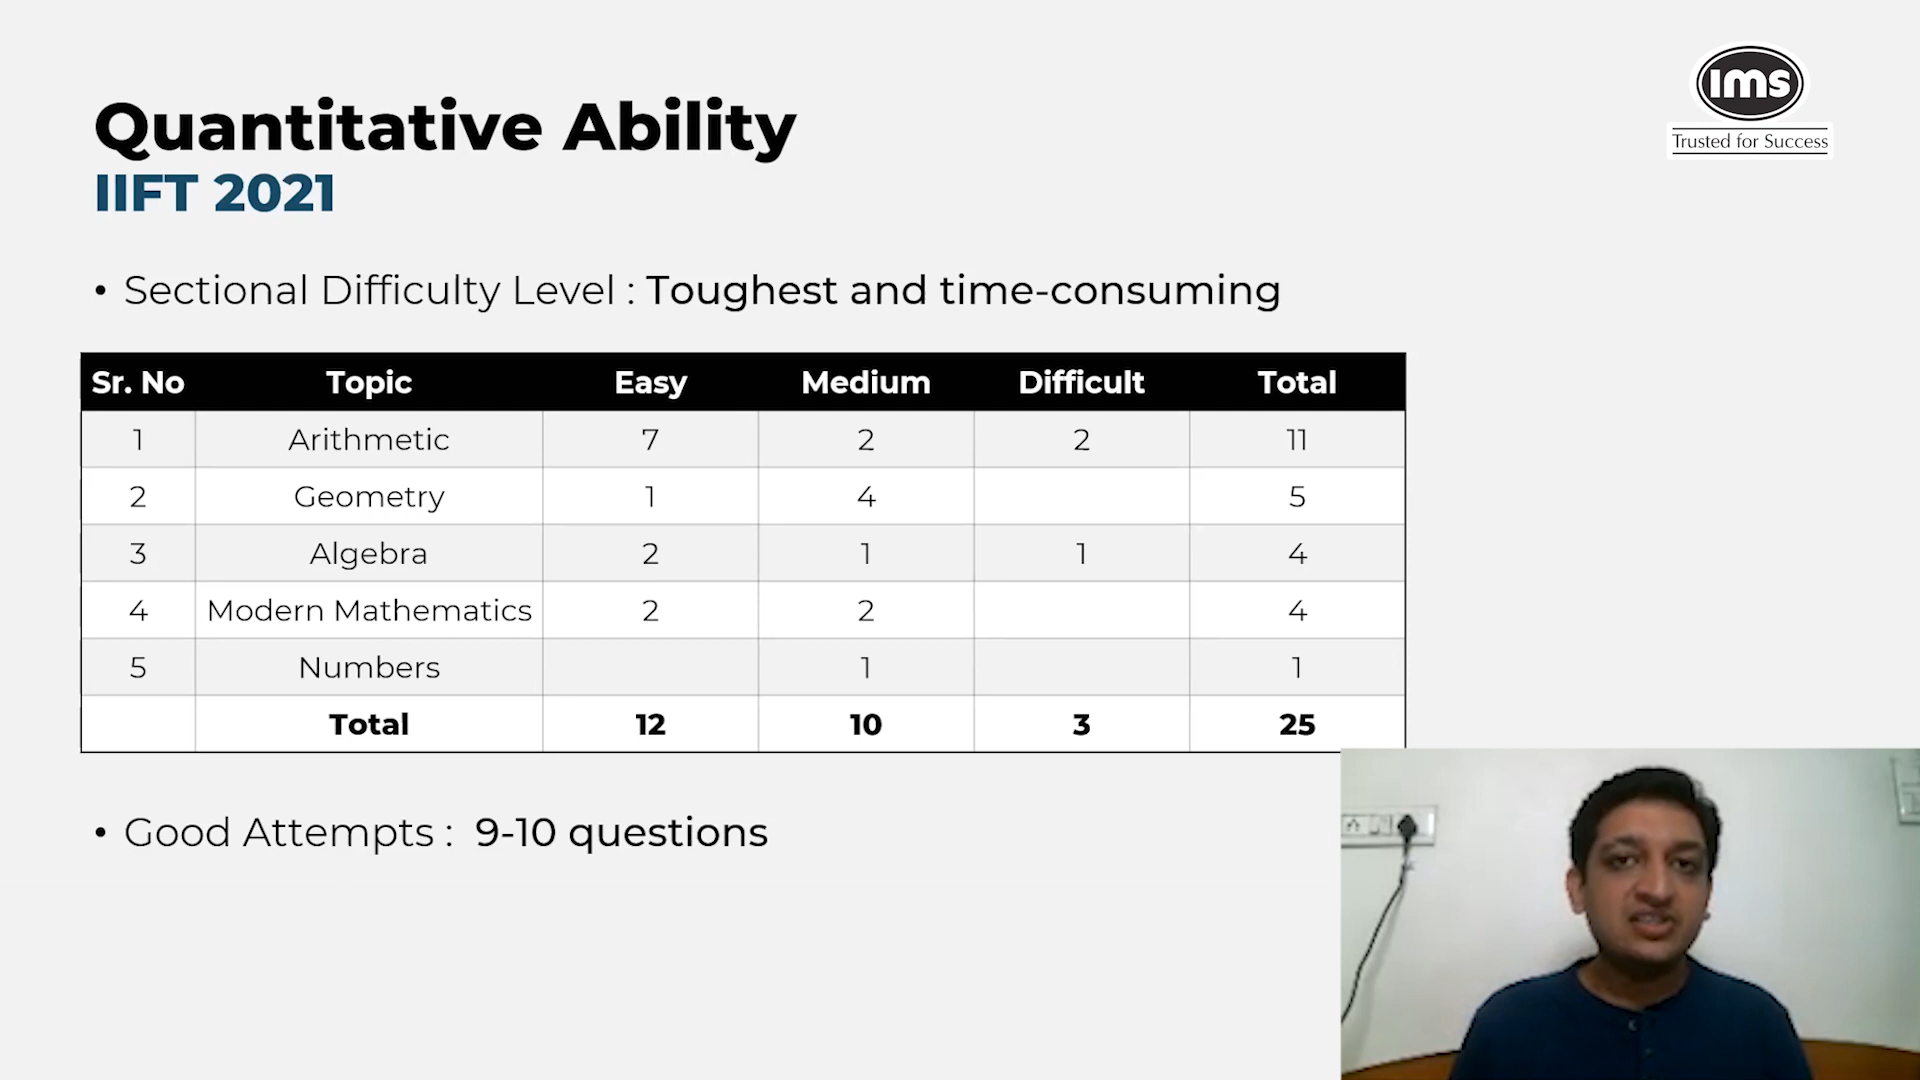 ims
Trusted for Success
Quantitative Ability
IIFT 2021
• Sectional Difficulty Level : Toughest and time-consuming
Sr. No Topic Easy Medium Difficult Total
1 Arithmetic 7 2 2 11
2 Geometry 1 4 5
3 Algebra 2 1 1 4
4 Modern Mathematics 2 2 4
5 Numbers 1 1
Total 12 10 3 25
• Good Attempts : 9-10 questions